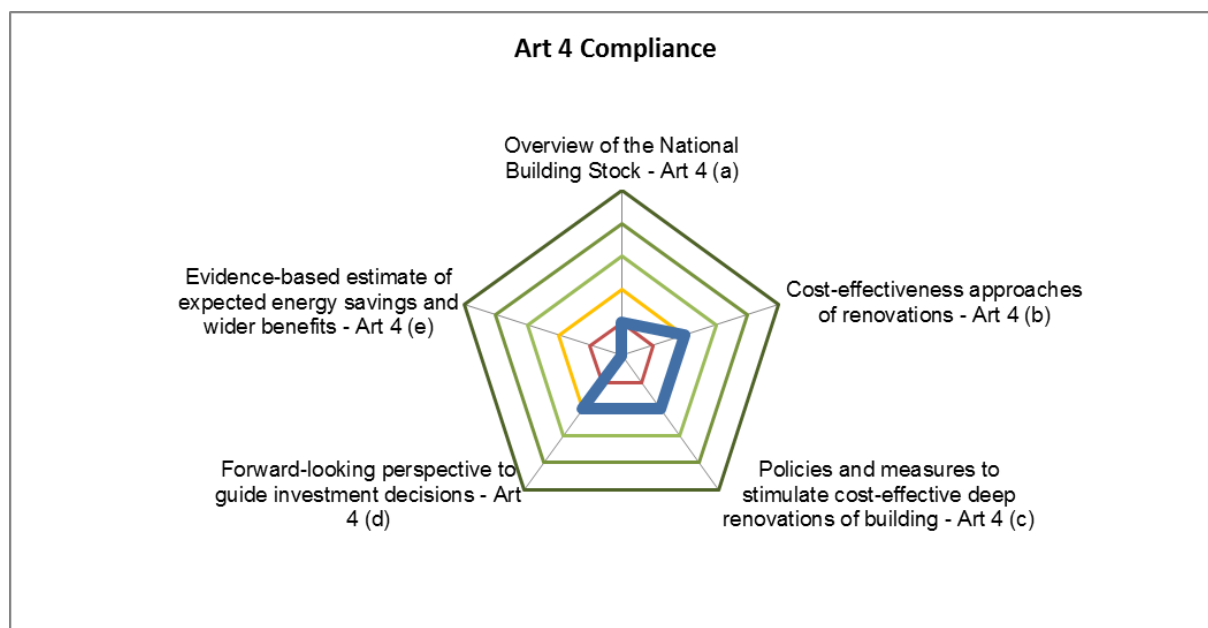 Art 4 Compliance
Overview of the National
Building Stock - Art 4 (a)
Evidence-based estimate of
expected energy savings and
wider benefits - Art 4 (e)
Cost-effectiveness approaches
of renovations - Art 4 (b)
Forward-looking perspective to
guide investment decisions - Art
4 (d)
Policies and measures to
stimulate cost-effective deep
renovations of building - Art 4 (c)